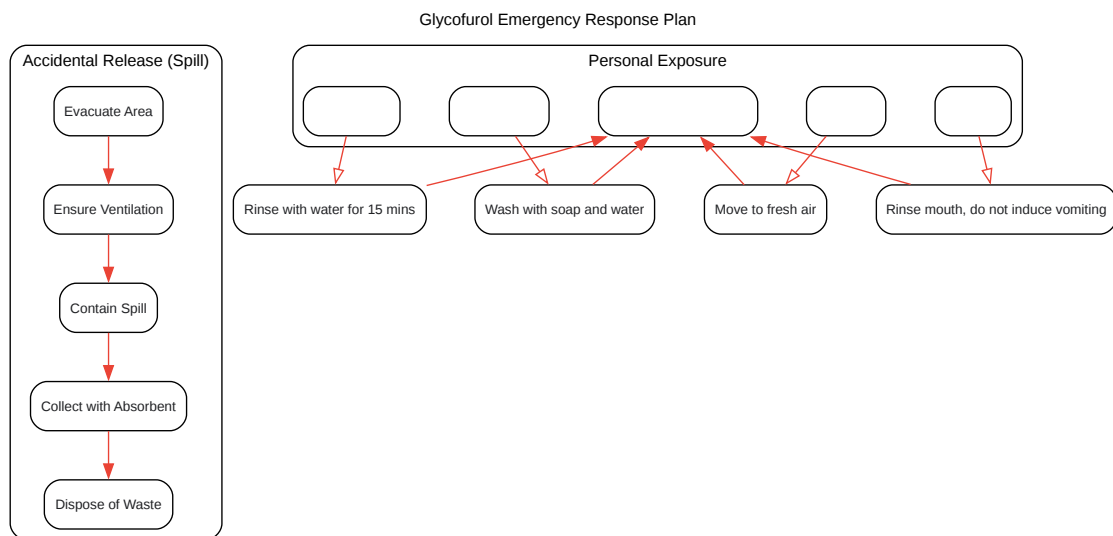 Glycofurol Emergency Response Plan
Accidental Release (Spill)
Evacuate Area
Ensure Ventilation
Contain Spill
Collect with Absorbent
Dispose of Waste
Personal Exposure
Rinse with water for 15 mins
Wash with soap and water
Move to fresh air
Rinse mouth, do not induce vomiting